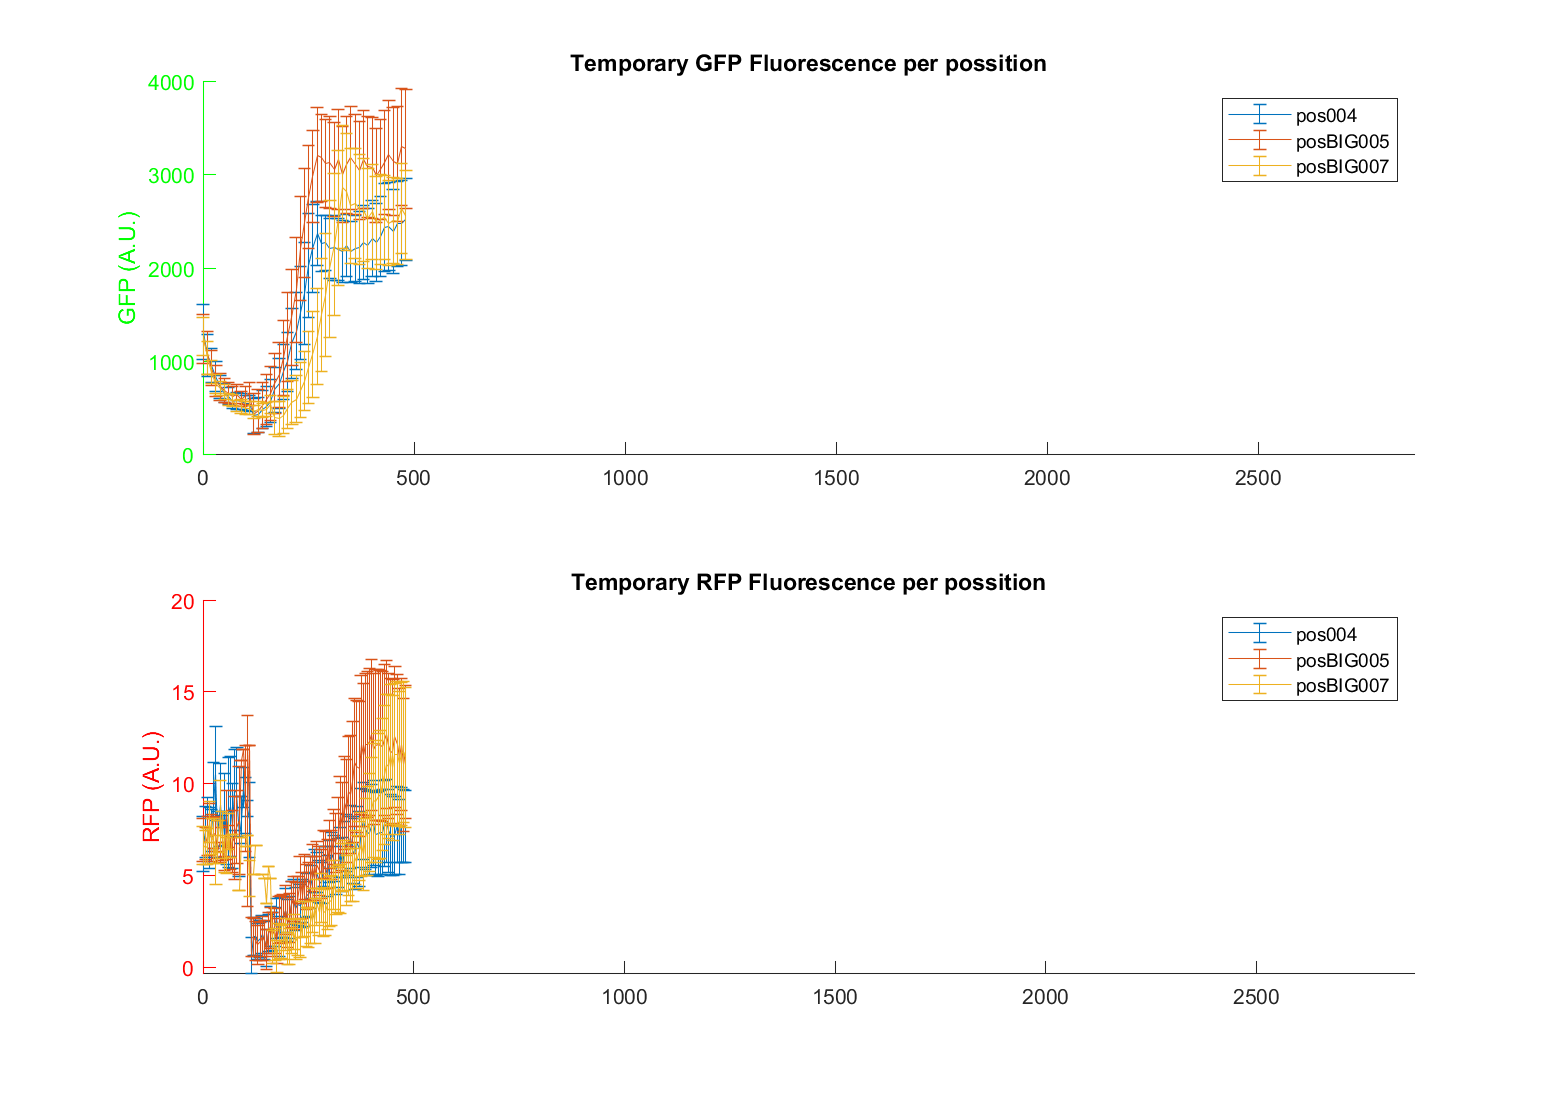 Temporary GFP Fluorescence per possition
GFP (A.U.)
4000
3000
2000
1000
0
0 500 1000 1500 2000 2500
pos004
posBIG005
posBIG007
Temporary RFP Fluorescence per possition
RFP (A.U.)
20
15
10
5
0
0 500 1000 1500 2000 2500
pos004
posBIG005
posBIG007